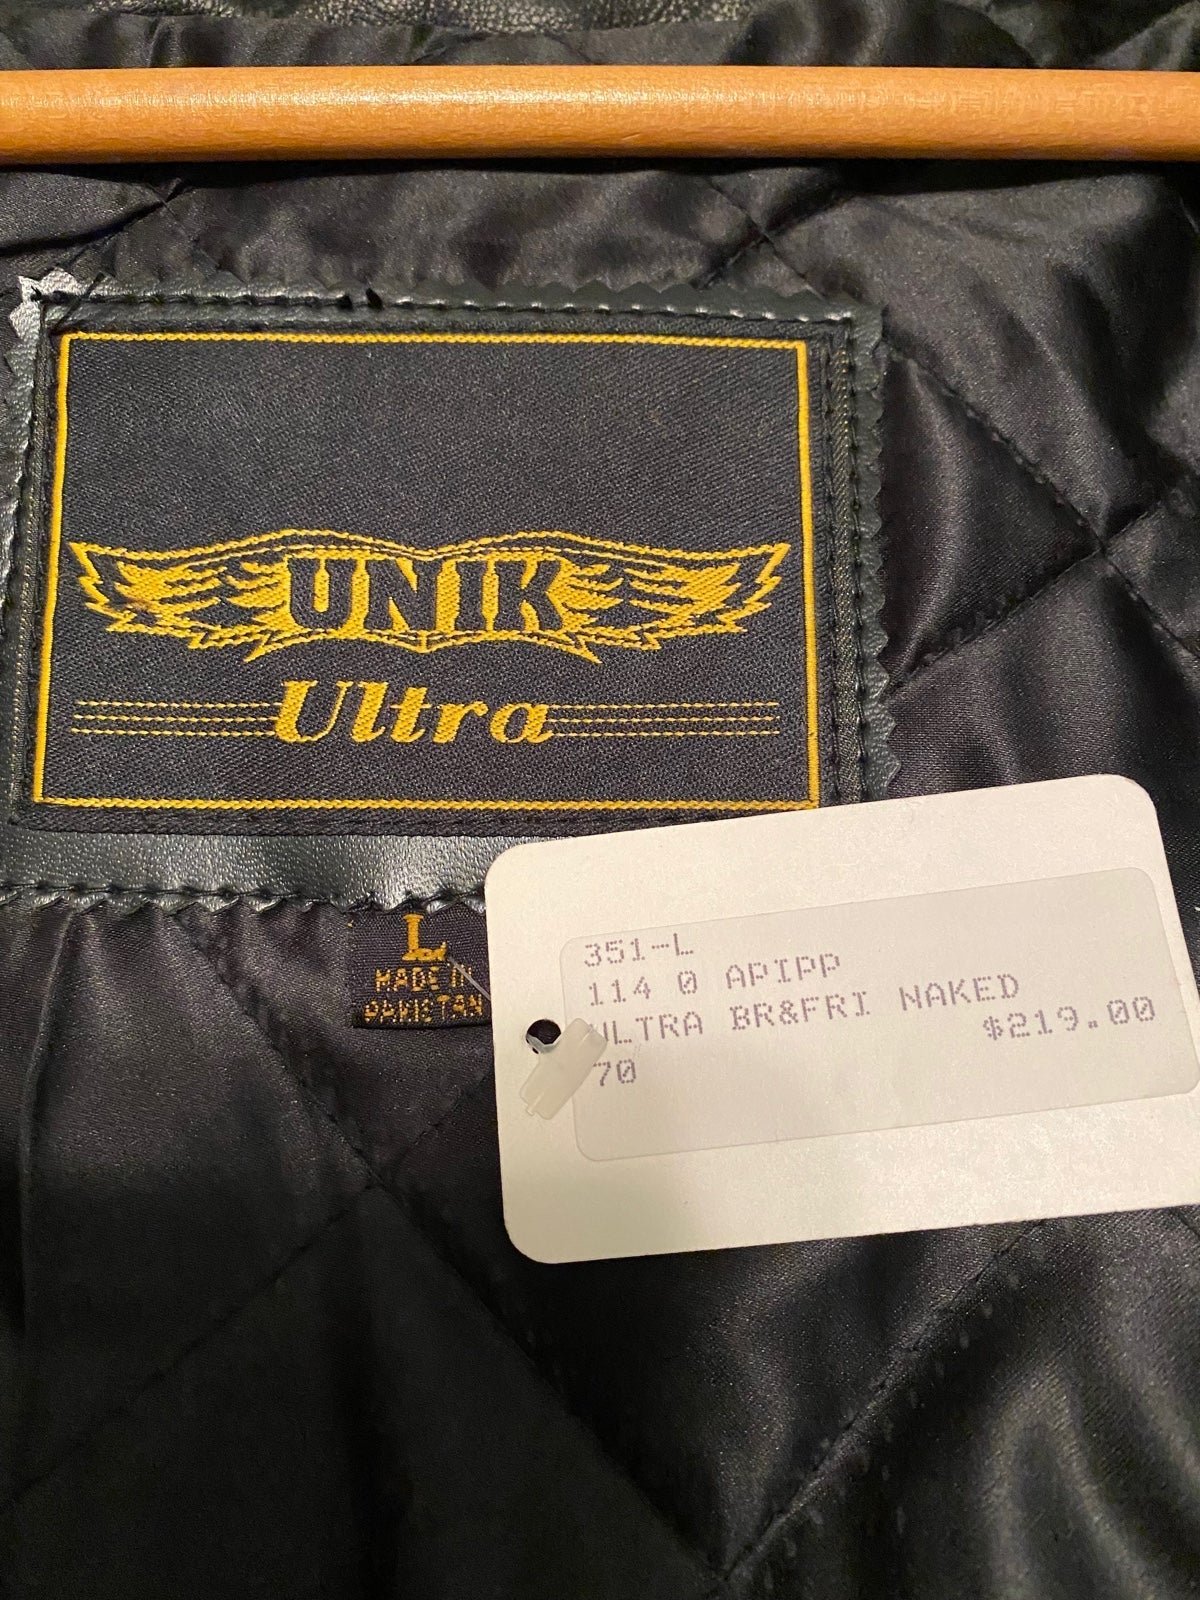 UNIK
Ultra
L
MADE IN
PAKISTAN
351-L
114 0 APIPP
ULTRA BR&FRI NAKED
$219.00
70